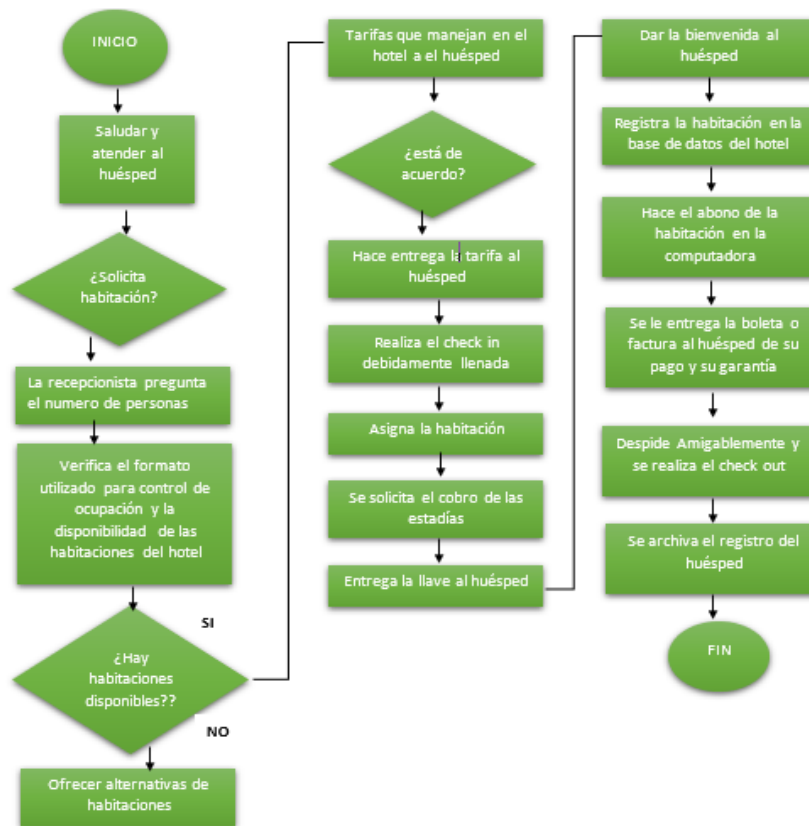 INICIO
Saludar y
atender al
huésped
¿Solicita
habitación?
La recepcionista pregunta
el numero de personas
Verifica el formato
utilizado para control de
ocupación y la
disponibilidad de las
habitaciones del hotel
SI
¿Hay
habitaciones
disponibles??
NO
Ofrecer alternativas de
habitaciones
Tarifas que manejan en el
hotel a el huésped
¿está de
acuerdo?
Hace entrega la tarifa al
huésped
Realiza el check in
debidamente llenada
Asigna la habitación
Se solicita el cobro de las
estadías
Entrega la llave al huésped
Dar la bienvenida al
huésped
Registra la habitación en la
base de datos del hotel
Hace el abono de la
habitación en la
computadora
Se le entrega la boleta o
factura al huésped de su
pago y su garantía
Despide Amigablemente y
se realiza el check out
Se archiva el registro del
huésped
FIN